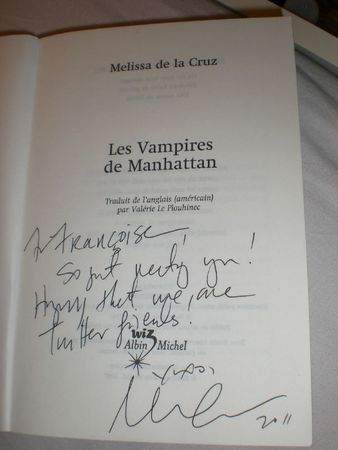 Melissa de la Cruz
Les Vampires
de Manhattan
Traduit de l'anglais (américain)
par Valérie Le Plouhinec
To Françoise!
So fun meeting you!
Happy that we are
twitter friends!
wiz
Albin Michel
xoxo,
2011